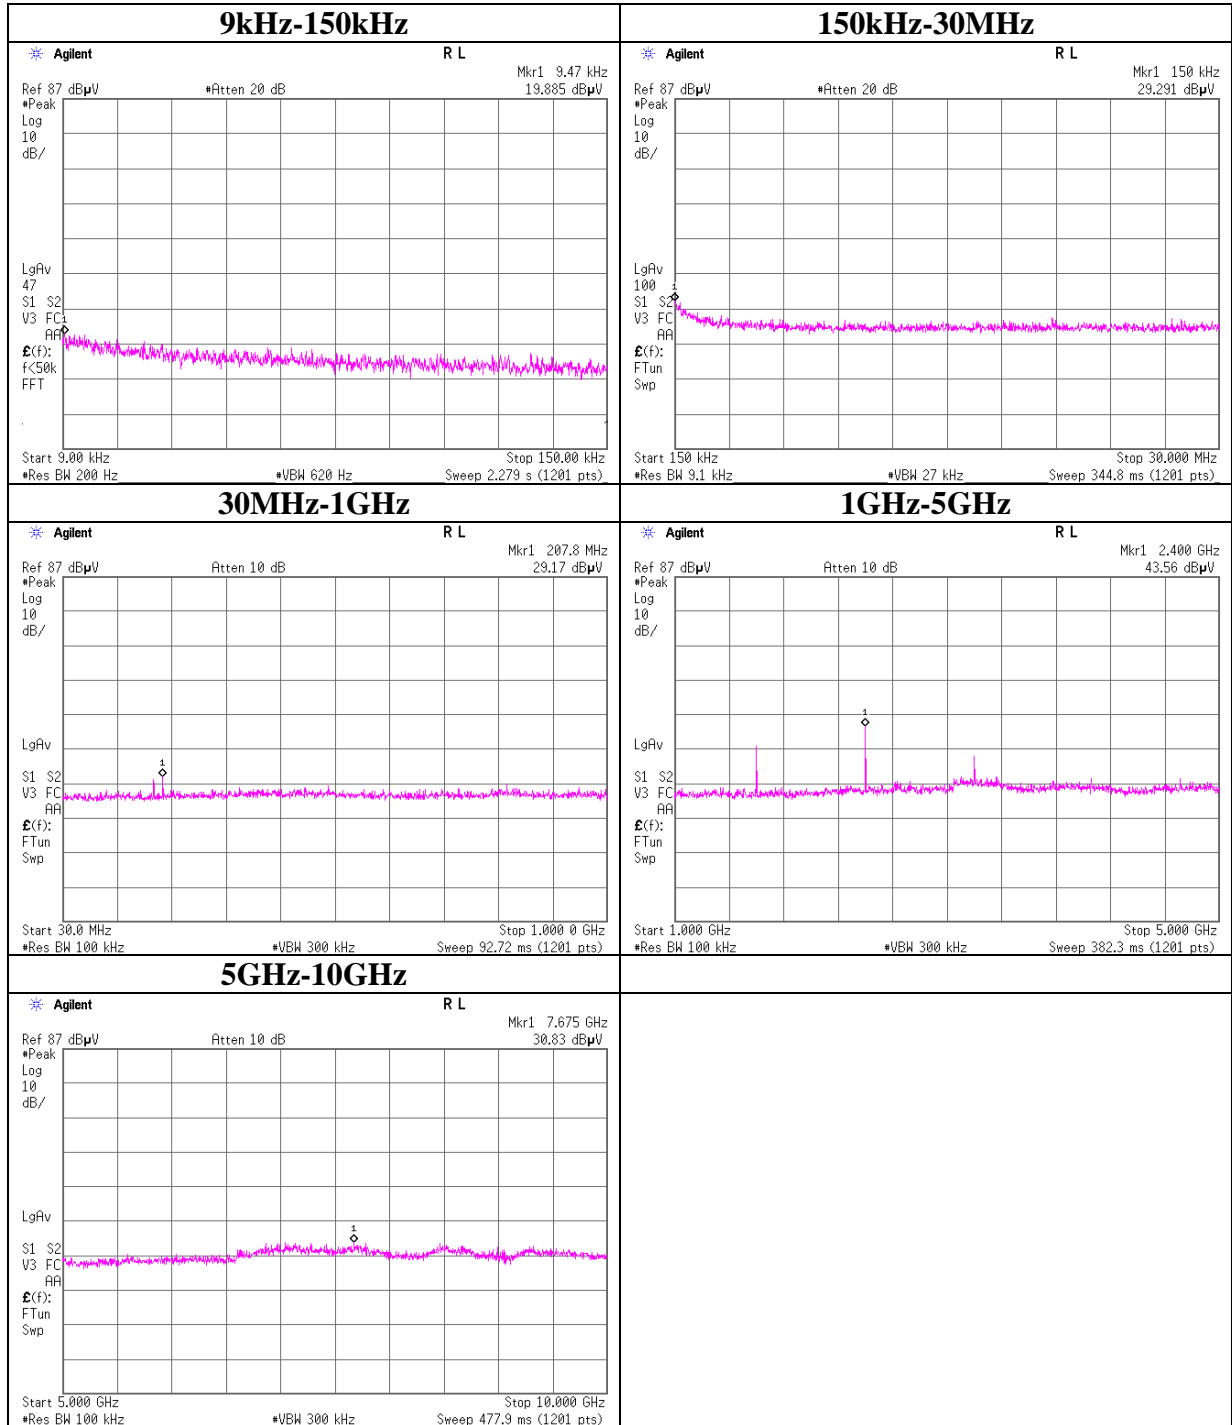 9kHz-150kHz
Agilent R L
Mkr1 9.47 kHz
Ref 87 dBµV #Atten 20 dB 19.885 dBµV
#Peak
Log
10
dB/
LgAv
47
S1 S2
V3 FC
AA
£(f):
f<50k
FFT
1
Start 9.00 kHz Stop 150.00 kHz
#Res BW 200 Hz #VBW 620 Hz Sweep 2.279 s (1201 pts)
150kHz-30MHz
Agilent R L
Mkr1 150 kHz
Ref 87 dBµV #Atten 20 dB 29.291 dBµV
#Peak
Log
10
dB/
LgAv
100
S1 S2
V3 FC
AA
£(f):
FTun
Swp
1
Start 150 kHz Stop 30.000 MHz
#Res BW 9.1 kHz #VBW 27 kHz Sweep 344.8 ms (1201 pts)
30MHz-1GHz
Agilent R L
Mkr1 207.8 MHz
Ref 87 dBµV Atten 10 dB 29.17 dBµV
#Peak
Log
10
dB/
LgAv
S1 S2
V3 FC
AA
£(f):
FTun
Swp
1
Start 30.0 MHz Stop 1.000 0 GHz
#Res BW 100 kHz #VBW 300 kHz Sweep 92.72 ms (1201 pts)
1GHz-5GHz
Agilent R L
Mkr1 2.400 GHz
Ref 87 dBµV Atten 10 dB 43.56 dBµV
#Peak
Log
10
dB/
LgAv
S1 S2
V3 FC
AA
£(f):
FTun
Swp
1
Start 1.000 GHz Stop 5.000 GHz
#Res BW 100 kHz #VBW 300 kHz Sweep 382.3 ms (1201 pts)
5GHz-10GHz
Agilent R L
Mkr1 7.675 GHz
Ref 87 dBµV Atten 10 dB 30.83 dBµV
#Peak
Log
10
dB/
LgAv
S1 S2
V3 FC
AA
£(f):
FTun
Swp
1
Start 5.000 GHz Stop 10.000 GHz
#Res BW 100 kHz #VBW 300 kHz Sweep 477.9 ms (1201 pts)